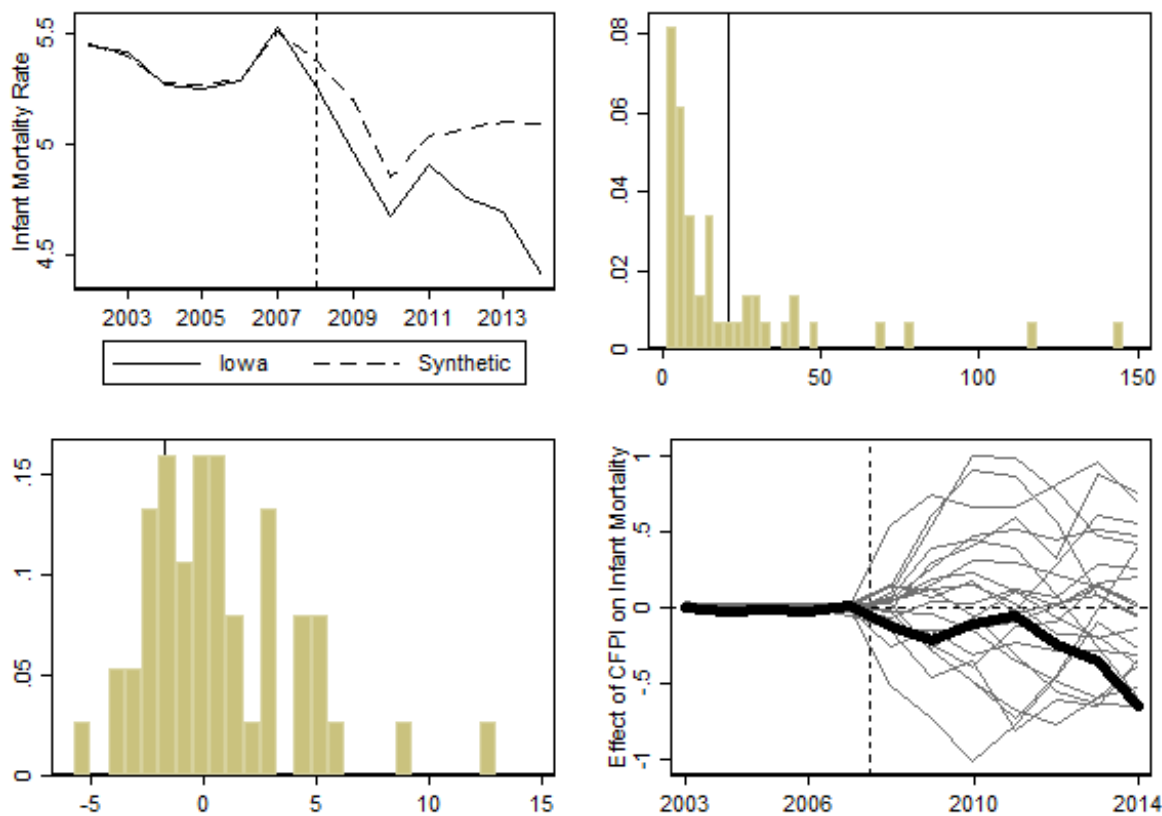 Infant Mortality Rate
5.5
5
4.5
2003 2005 2007 2009 2011 2013
Iowa Synthetic
.08
.06
.04
.02
0
0 50 100 150
.15
.1
.05
0
-5 0 5 10 15
Effect of CFPI on Infant Mortality
1
.5
0
-.5
-1
2003 2006 2010 2014